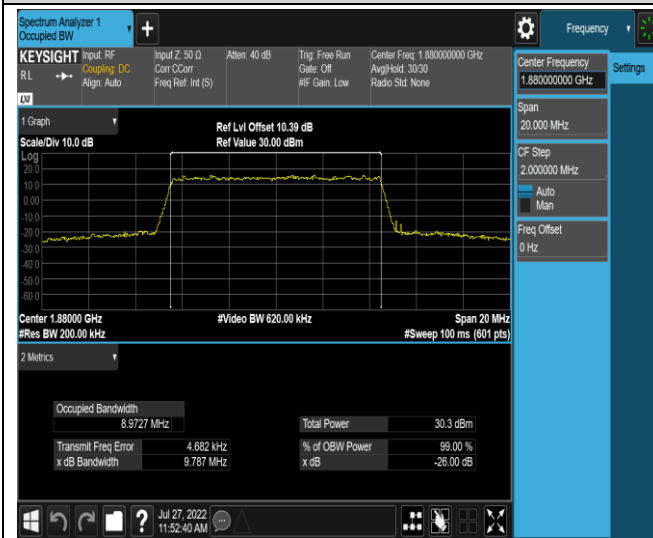 Spectrum Analyzer 1
Occupied BW
Frequency
KEYSIGHT
RL
LXI
Input: RF
Coupling: DC
Align: Auto
Input Z: 50 Ω
Corr CCorr
Freq Ref: Int (S)
Atten: 40 dB
Trig: Free Run
Gate: Off
#IF Gain: Low
Center Freq: 1.880000000 GHz
Avg|Hold: 30/30
Radio Std: None
1 Graph
Scale/Div 10.0 dB
Ref Lvl Offset 10.39 dB
Ref Value 30.00 dBm
Log
20.0
10.0
0.00
-10.0
-20.0
-30.0
-40.0
-50.0
-60.0
Center 1.88000 GHz
#Video BW 620.00 kHz
Span 20 MHz
#Res BW 200.00 kHz
#Sweep 100 ms (601 pts)
2 Metrics
Occupied Bandwidth
8.9727 MHz
Total Power 30.3 dBm
Transmit Freq Error 4.682 kHz
% of OBW Power 99.00 %
x dB Bandwidth 9.787 MHz
x dB -26.00 dB
Jul 27, 2022
11:52:40 AM
Center Frequency
1.880000000 GHz
Settings
Span
20.000 MHz
CF Step
2.000000 MHz
Auto
Man
Freq Offset
0 Hz